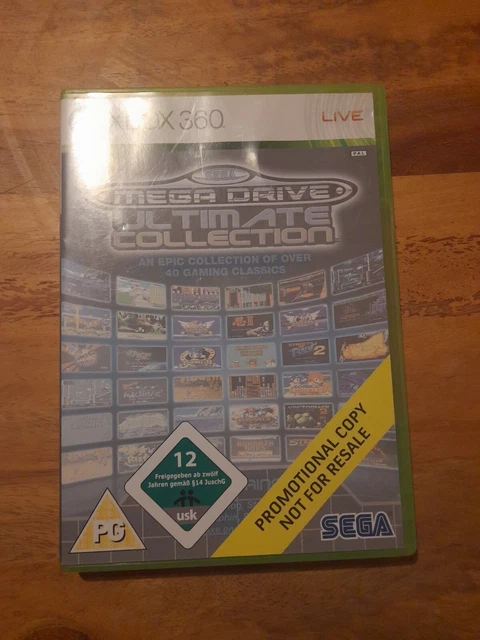 XBOX 360
LIVE
PAL
MEGA DRIVE
ULTIMATE
COLLECTION
AN EPIC COLLECTION OF OVER
40 GAMING CLASSICS
12
Freigegeben ab zwölf
Jahren gemäß §14 JuSchG
usk
PG
PROMOTIONAL COPY
NOT FOR RESALE
SEGA